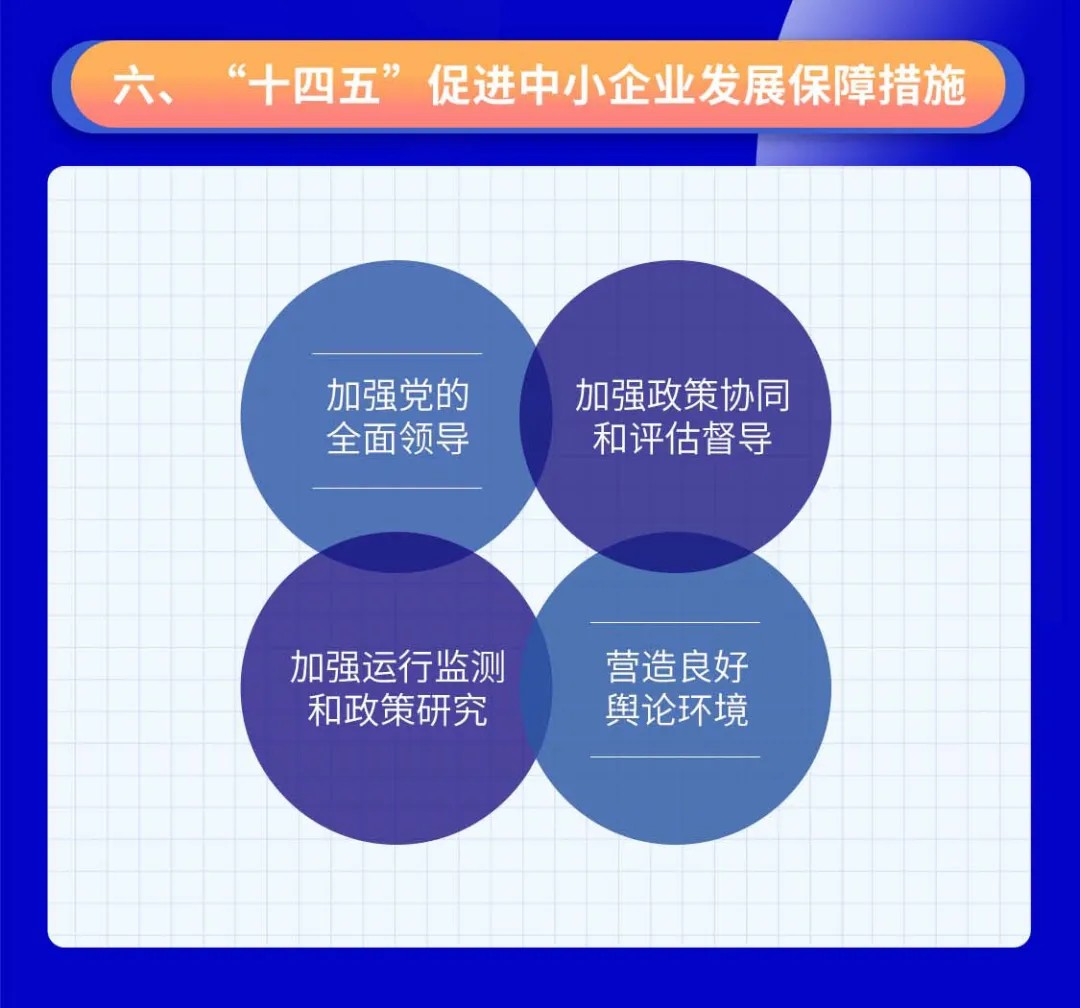 六、“十四五”促进中小企业发展保障措施
加强党的
全面领导
加强政策协同
和评估督导
加强运行监测
和政策研究
营造良好
舆论环境